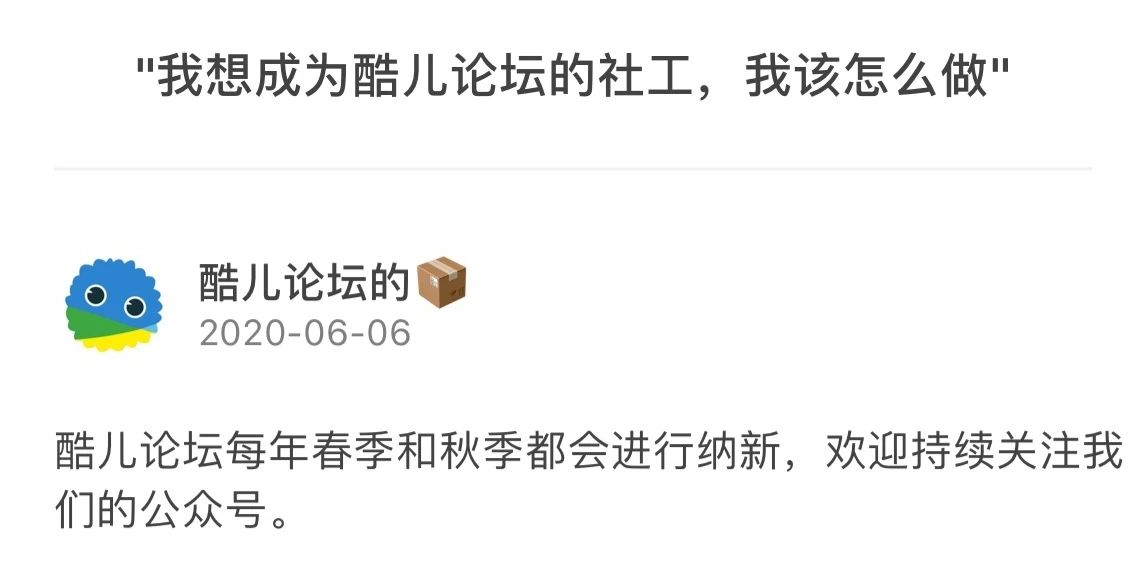 "我想成为酷儿论坛的社工，我该怎么做"
酷儿论坛的📦
2020-06-06
酷儿论坛每年春季和秋季都会进行纳新，欢迎持续关注我
们的公众号。